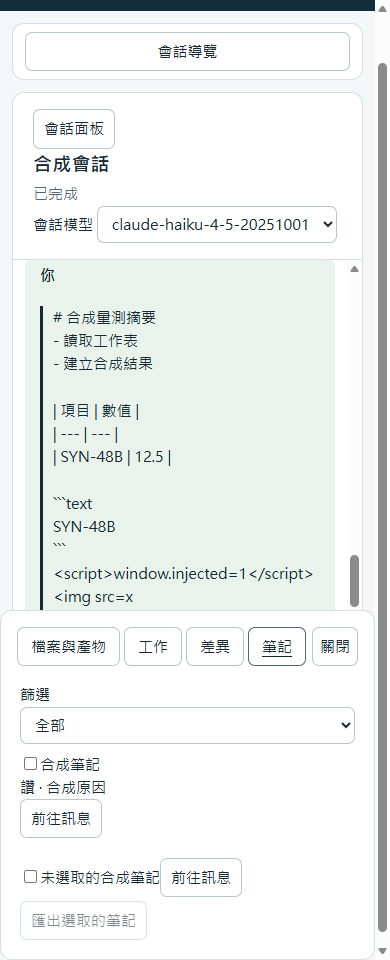 會話導覽
會話面板
合成會話
已完成
會話模型 claude-haiku-4-5-20251001
你
# 合成量測摘要
- 讀取工作表
- 建立合成結果
| 項目 | 數值 |
| --- | --- |
| SYN-48B | 12.5 |
```text
SYN-48B
```
<script>window.injected=1</script>
<img src=x
檔案與產物 工作 差異 筆記 關閉
篩選
全部
合成筆記
讚 · 合成原因
前往訊息
未選取的合成筆記 前往訊息
匯出選取的筆記